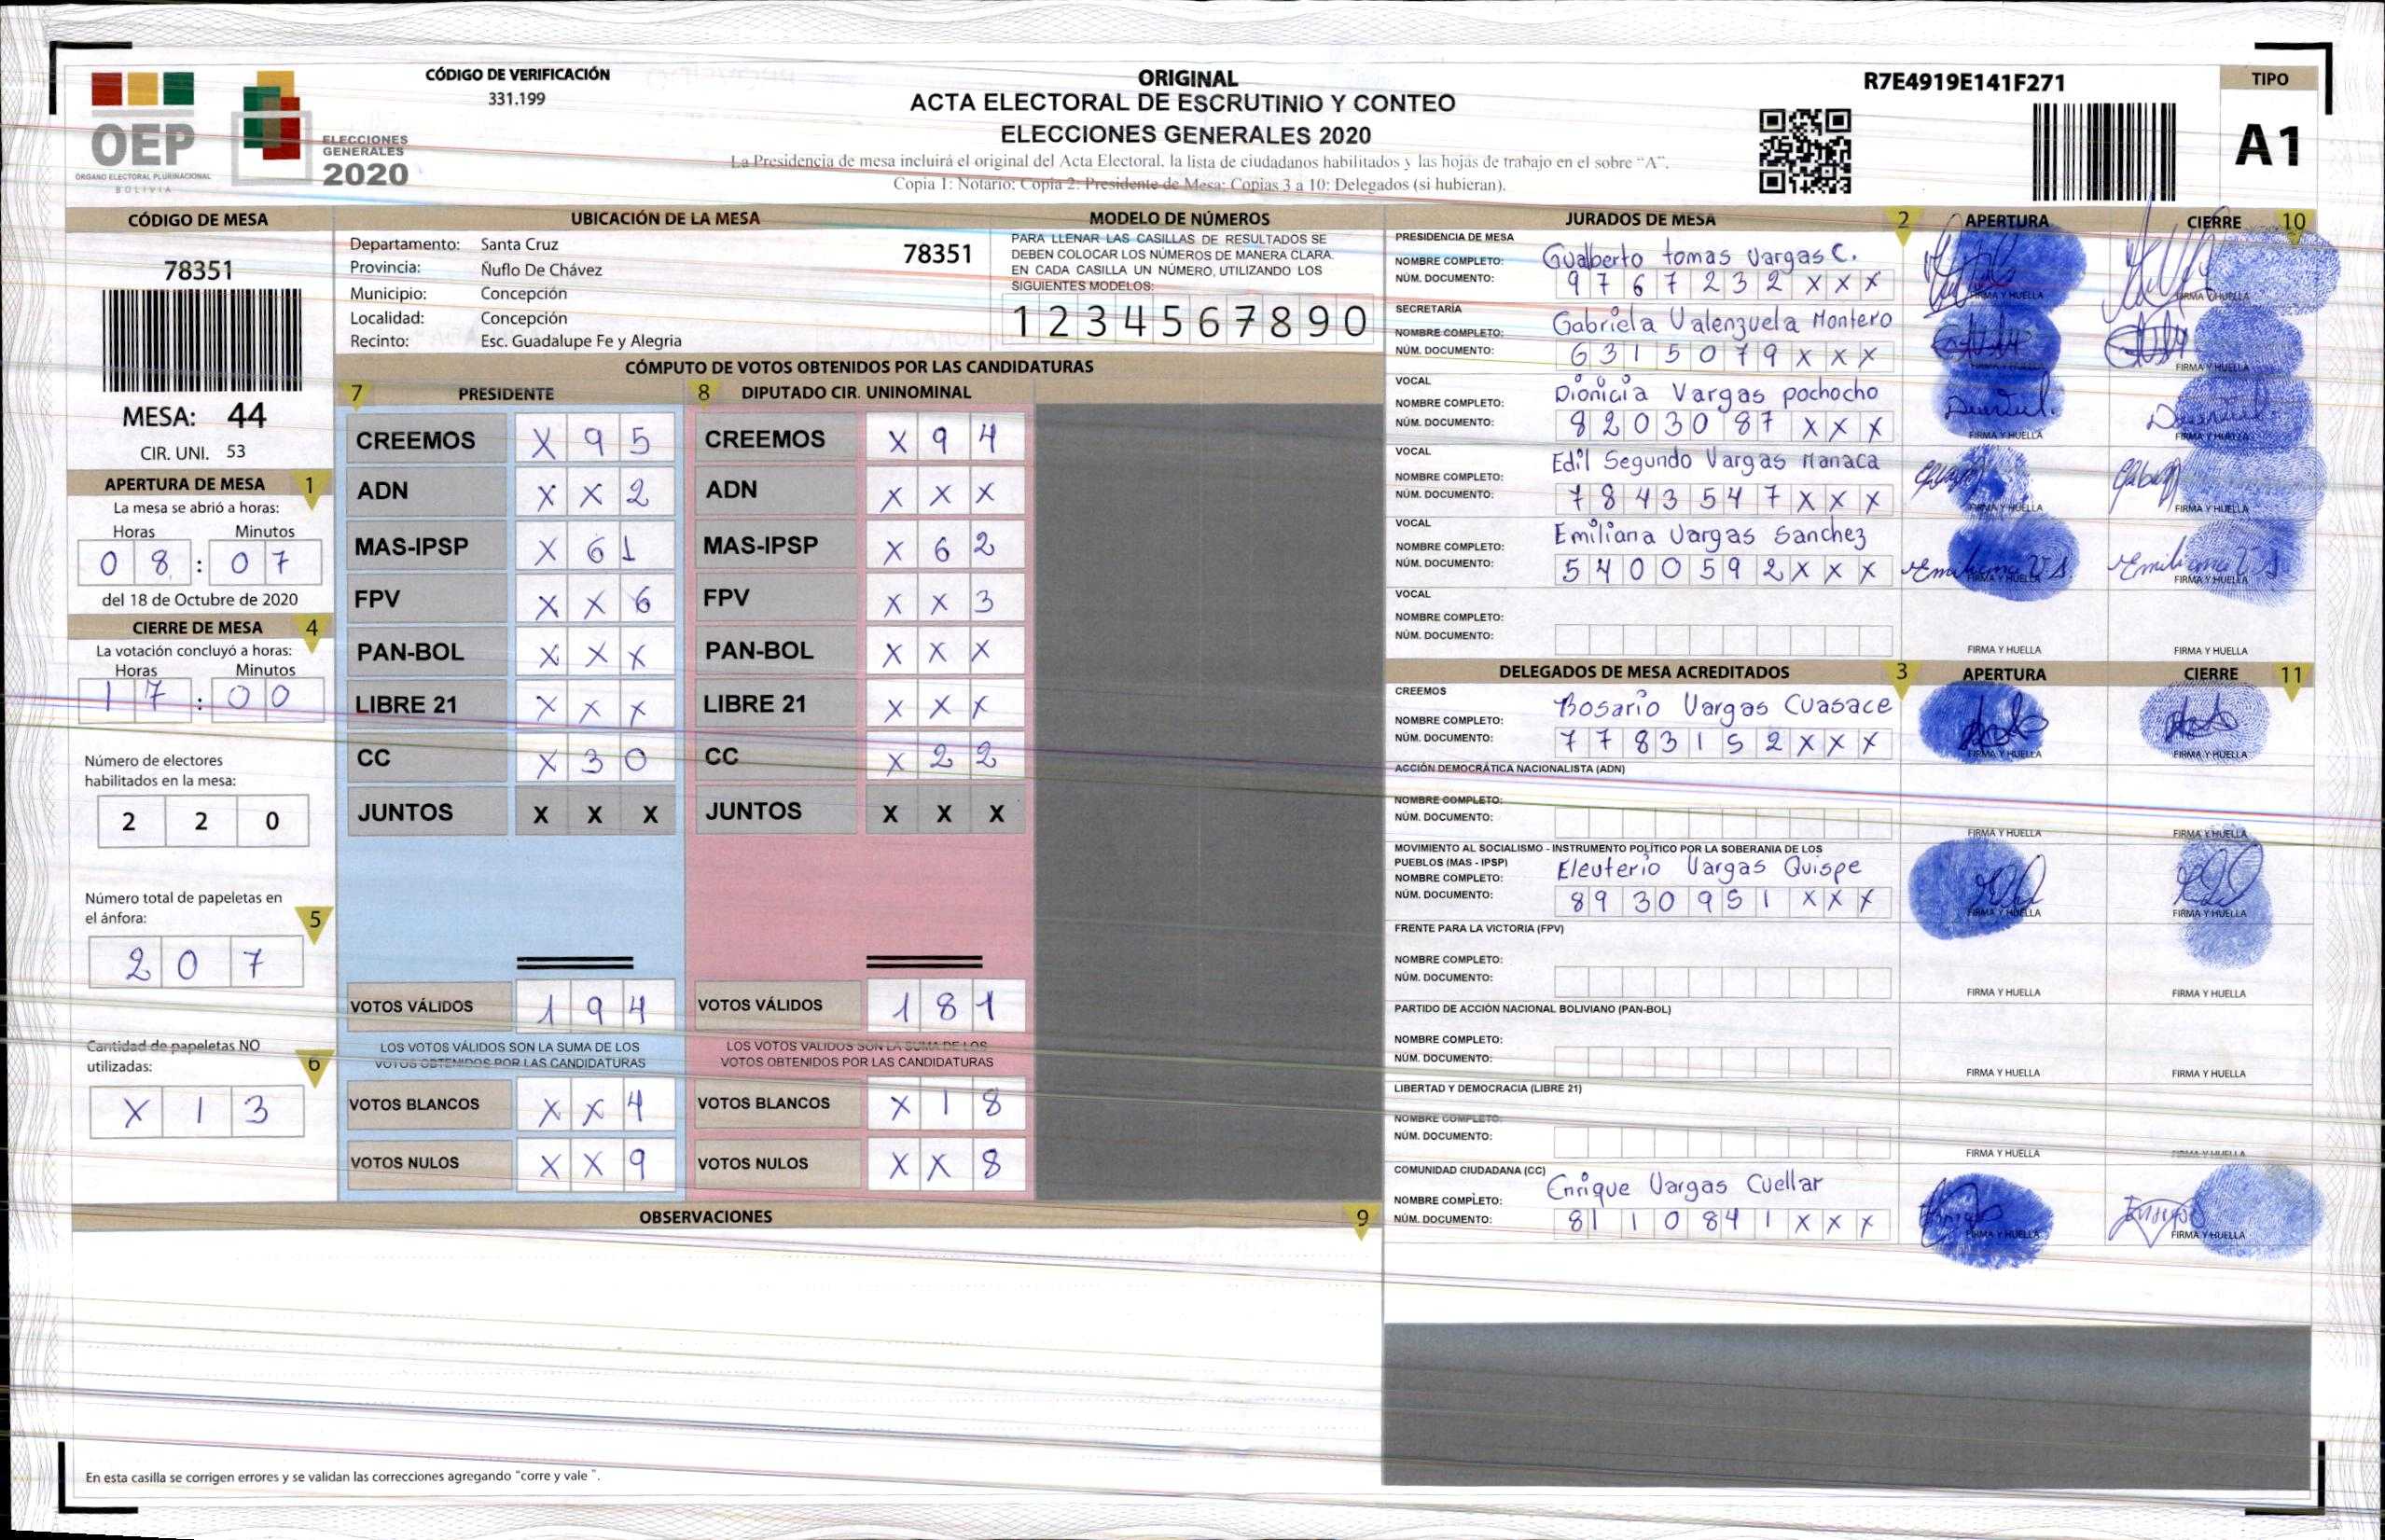 OEP
ÓRGANO ELECTORAL PLURINACIONAL
BOLIVIA
ELECCIONES
GENERALES
2020
CÓDIGO DE VERIFICACIÓN
331.199
ORIGINAL
ACTA ELECTORAL DE ESCRUTINIO Y CONTEO
ELECCIONES GENERALES 2020
La Presidencia de mesa incluirá el original del Acta Electoral, la lista de ciudadanos habilitados y las hojas de trabajo en el sobre "A".
Copia 1: Notario; Copia 2: Presidente de Mesa; Copias 3 a 10: Delegados (si hubieran).
R7E4919E141F271
TIPO
A1
CÓDIGO DE MESA
78351
MESA: 44
CIR. UNI. 53
APERTURA DE MESA 1
La mesa se abrió a horas:
Horas Minutos
0 8 : 0 7
del 18 de Octubre de 2020
CIERRE DE MESA 4
La votación concluyó a horas:
Horas Minutos
1 7 : 0 0
Número de electores
habilitados en la mesa:
2 2 0
Número total de papeletas en
el ánfora: 5
2 0 7
Cantidad de papeletas NO
utilizadas: 6
X 1 3
UBICACIÓN DE LA MESA
Departamento: Santa Cruz
Provincia: Ñuflo De Chávez
Municipio: Concepción
Localidad: Concepción
Recinto: Esc. Guadalupe Fe y Alegria
78351
MODELO DE NÚMEROS
PARA LLENAR LAS CASILLAS DE RESULTADOS SE
DEBEN COLOCAR LOS NÚMEROS DE MANERA CLARA.
EN CADA CASILLA UN NÚMERO, UTILIZANDO LOS
SIGUIENTES MODELOS:
1 2 3 4 5 6 7 8 9 0
CÓMPUTO DE VOTOS OBTENIDOS POR LAS CANDIDATURAS
7 PRESIDENTE
CREEMOS X 9 5
ADN X X 2
MAS-IPSP X 6 1
FPV X X 6
PAN-BOL X X X
LIBRE 21 X X X
CC X 3 0
JUNTOS X X X
VOTOS VÁLIDOS 1 9 4
LOS VOTOS VÁLIDOS SON LA SUMA DE LOS
VOTOS OBTENIDOS POR LAS CANDIDATURAS
VOTOS BLANCOS X X 4
VOTOS NULOS X X 9
8 DIPUTADO CIR. UNINOMINAL
CREEMOS X 9 4
ADN X X X
MAS-IPSP X 6 2
FPV X X 3
PAN-BOL X X X
LIBRE 21 X X X
CC X 2 2
JUNTOS X X X
VOTOS VÁLIDOS 1 8 1
LOS VOTOS VÁLIDOS SON LA SUMA DE LOS
VOTOS OBTENIDOS POR LAS CANDIDATURAS
VOTOS BLANCOS X 1 8
VOTOS NULOS X X 8
OBSERVACIONES 9
En esta casilla se corrigen errores y se validan las correcciones agregando "corre y vale ".
JURADOS DE MESA 2 APERTURA CIERRE 10
PRESIDENCIA DE MESA
NOMBRE COMPLETO: Gualberto tomas Vargas C.
NÚM. DOCUMENTO: 9 7 6 7 2 3 2 X X X
FIRMA Y HUELLA FIRMA Y HUELLA
SECRETARÍA
NOMBRE COMPLETO: Gabriela Valenzuela Montero
NÚM. DOCUMENTO: 6 3 1 5 0 7 9 X X X
FIRMA Y HUELLA
VOCAL
NOMBRE COMPLETO: Dionicia Vargas pochocho
NÚM. DOCUMENTO: 8 2 0 3 0 8 7 X X X
FIRMA Y HUELLA FIRMA Y HUELLA
VOCAL
NOMBRE COMPLETO: Edil Segundo Vargas Manaca
NÚM. DOCUMENTO: 7 8 4 3 5 4 7 X X X
FIRMA Y HUELLA FIRMA Y HUELLA
VOCAL
NOMBRE COMPLETO: Emiliana Vargas Sanchez
NÚM. DOCUMENTO: 5 4 0 0 5 9 2 X X X
Emiliana V S. Emiliana V S
FIRMA Y HUELLA FIRMA Y HUELLA
VOCAL
NOMBRE COMPLETO:
NÚM. DOCUMENTO:
FIRMA Y HUELLA FIRMA Y HUELLA
DELEGADOS DE MESA ACREDITADOS 3 APERTURA CIERRE 11
CREEMOS
NOMBRE COMPLETO: Rosario Vargas Cuasace
NÚM. DOCUMENTO: 7 7 8 3 1 5 2 X X X
FIRMA Y HUELLA FIRMA Y HUELLA
ACCIÓN DEMOCRÁTICA NACIONALISTA (ADN)
NOMBRE COMPLETO:
NÚM. DOCUMENTO:
FIRMA Y HUELLA FIRMA Y HUELLA
MOVIMIENTO AL SOCIALISMO - INSTRUMENTO POLÍTICO POR LA SOBERANIA DE LOS
PUEBLOS (MAS - IPSP)
NOMBRE COMPLETO: Eleuterio Vargas Quispe
NÚM. DOCUMENTO: 8 9 3 0 9 5 1 X X X
FIRMA Y HUELLA FIRMA Y HUELLA
FRENTE PARA LA VICTORIA (FPV)
NOMBRE COMPLETO:
NÚM. DOCUMENTO:
FIRMA Y HUELLA FIRMA Y HUELLA
PARTIDO DE ACCIÓN NACIONAL BOLIVIANO (PAN-BOL)
NOMBRE COMPLETO:
NÚM. DOCUMENTO:
FIRMA Y HUELLA FIRMA Y HUELLA
LIBERTAD Y DEMOCRACIA (LIBRE 21)
NOMBRE COMPLETO:
NÚM. DOCUMENTO:
FIRMA Y HUELLA FIRMA Y HUELLA
COMUNIDAD CIUDADANA (CC)
NOMBRE COMPLETO: Enrique Vargas Cuellar
NÚM. DOCUMENTO: 8 1 1 0 8 4 1 X X X
FIRMA Y HUELLA FIRMA Y HUELLA